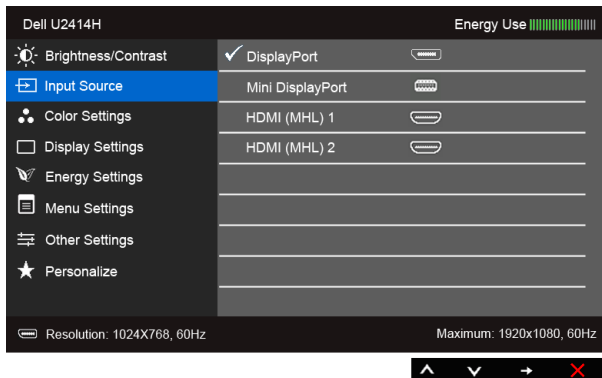 Dell U2414H Energy Use
Brightness/Contrast DisplayPort
Input Source Mini DisplayPort
Color Settings HDMI (MHL) 1
Display Settings HDMI (MHL) 2
Energy Settings
Menu Settings
Other Settings
Personalize
Resolution: 1024X768, 60Hz Maximum: 1920x1080, 60Hz